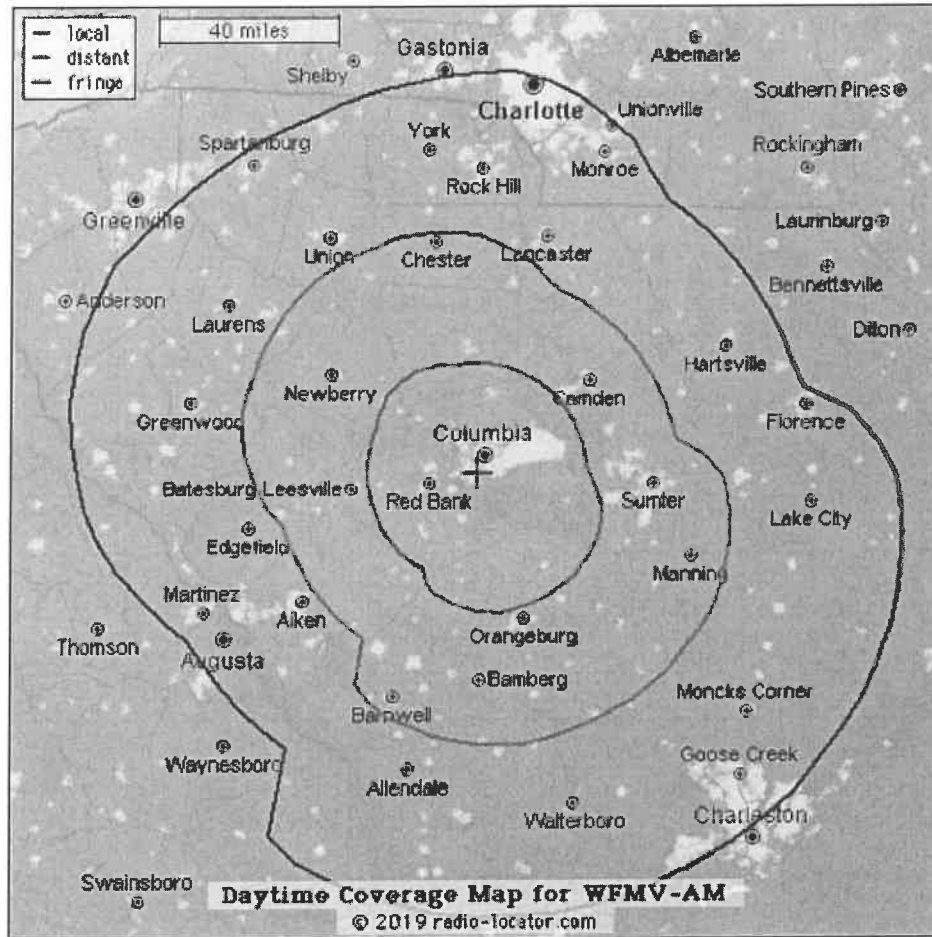 local
distant
fringe
40 miles
Gastonia
Albemarle
Shelby
Charlotte
Southern Pines
Unionville
York
Spartanburg
Rockingham
Monroe
Rock Hill
Greenville
Laurinburg
Union
Chester
Lancaster
Bennettsville
Anderson
Laurens
Dillon
Hartsville
Newberry
Camden
Greenwood
Florence
Columbia
Batesburg Leesville
Red Bank
Sumter
Lake City
Edgefield
Manning
Martinez
Aiken
Orangeburg
Thomson
Augusta
Bamberg
Moncks Corner
Barnwell
Goose Creek
Waynesboro
Allendale
Walterboro
Charleston
Swainsboro
Daytime Coverage Map for WFMV-AM
© 2019 radio-locator.com